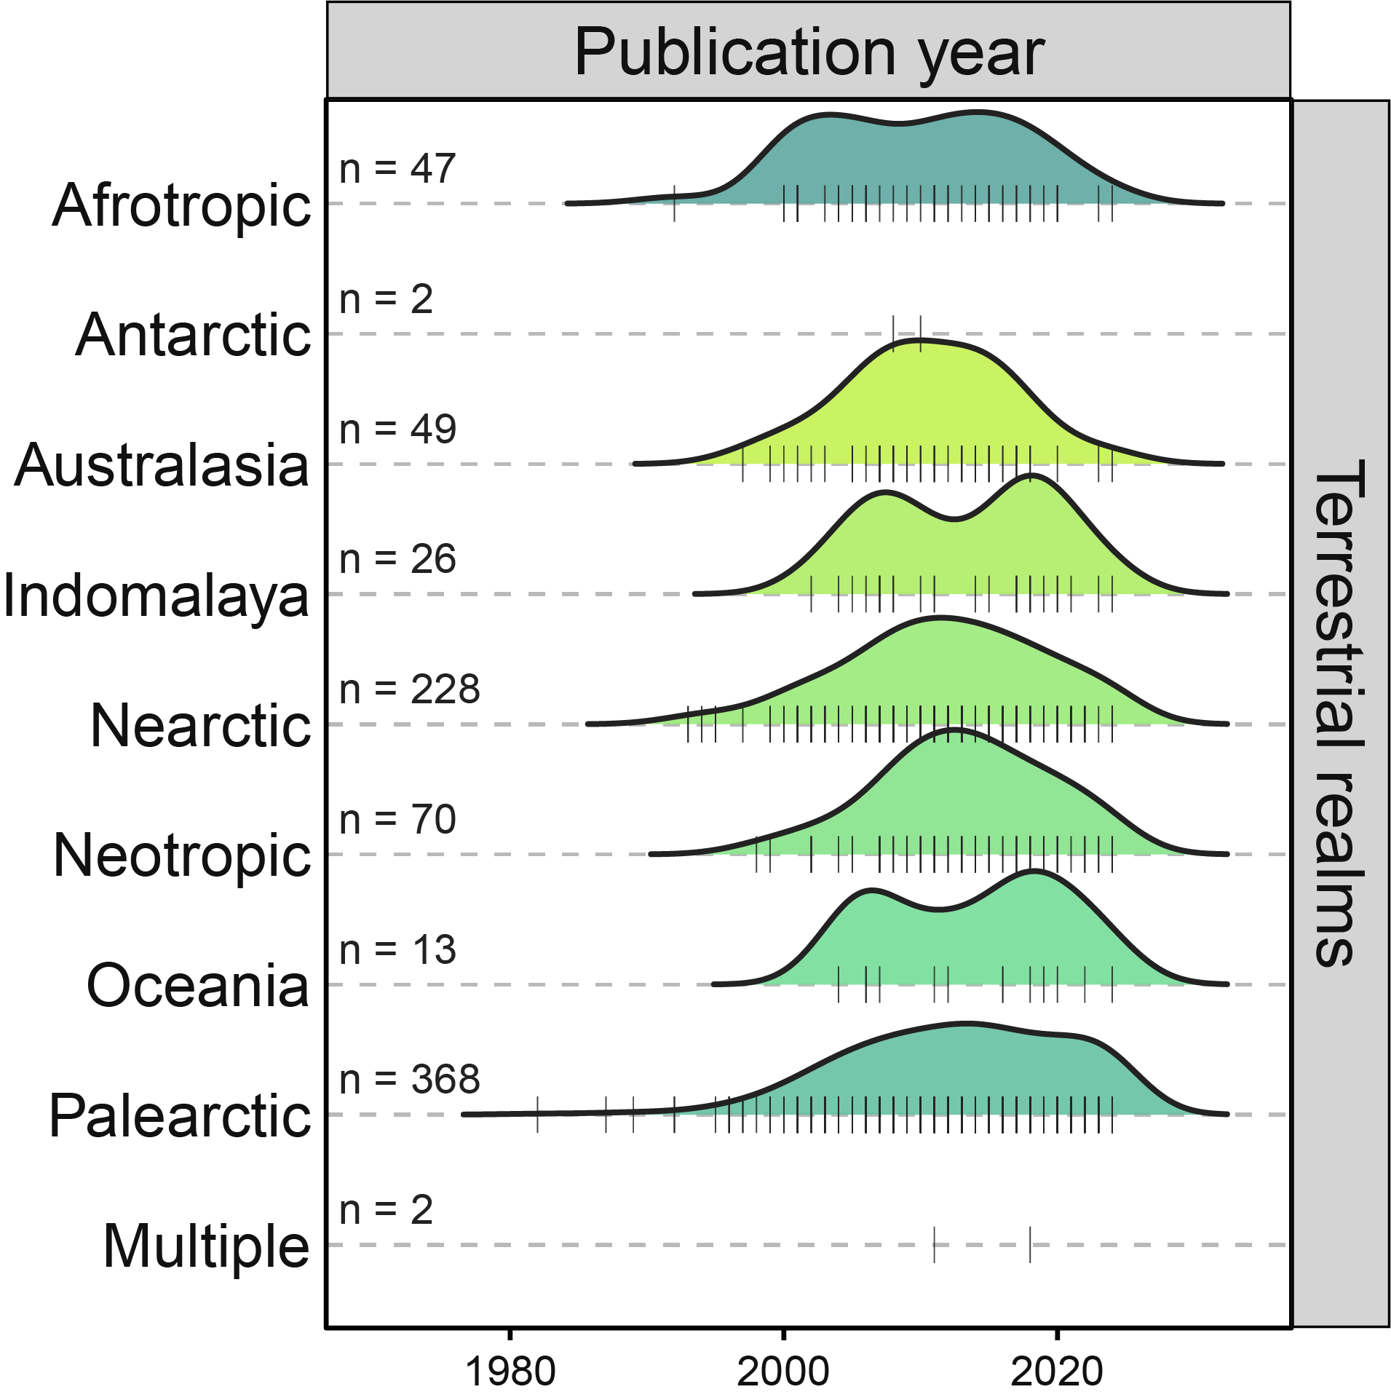 Publication year
n = 47
Afrotropic
n = 2
Antarctic
n = 49
Australasia
n = 26
Indomalaya
n = 228
Nearctic
n = 70
Neotropic
n = 13
Oceania
n = 368
Palearctic
n = 2
Multiple
Terrestrial realms
1980 2000 2020